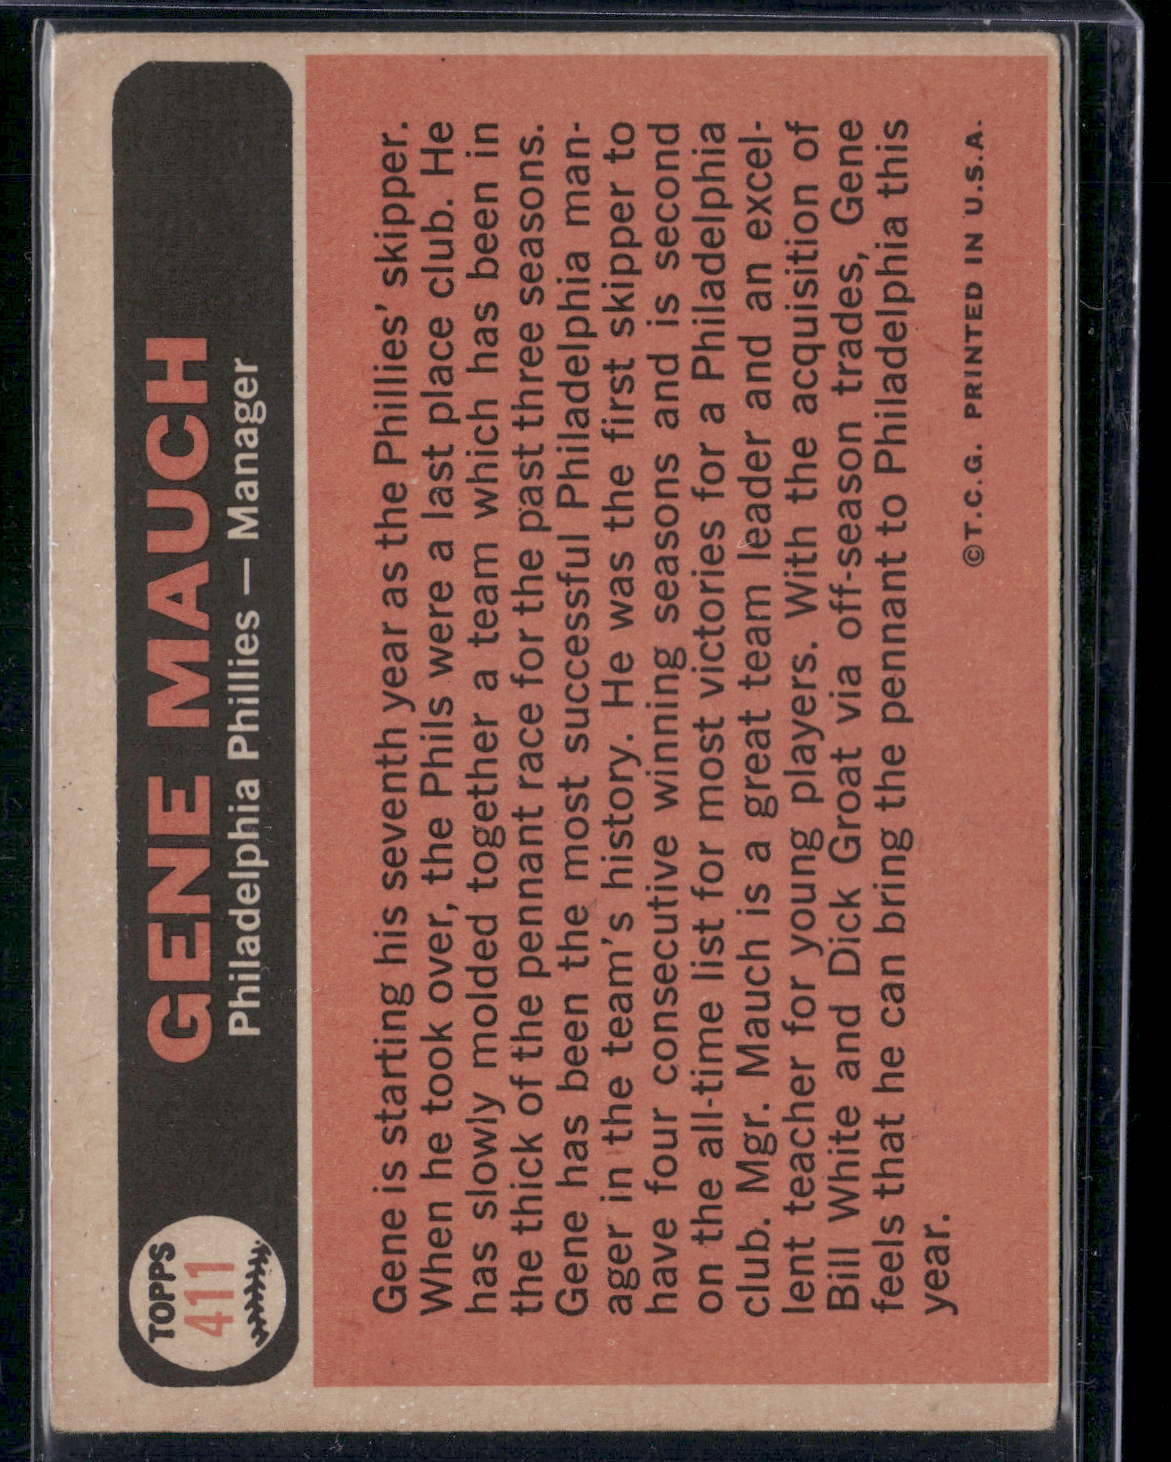 TOPPS
411
GENE MAUCH
Philadelphia Phillies — Manager
Gene is starting his seventh year as the Phillies' skipper.
When he took over, the Phils were a last place club. He
has slowly molded together a team which has been in
the thick of the pennant race for the past three seasons.
Gene has been the most successful Philadelphia man-
ager in the team's history. He was the first skipper to
have four consecutive winning seasons and is second
on the all-time list for most victories for a Philadelphia
club. Mgr. Mauch is a great team leader and an excel-
lent teacher for young players. With the acquisition of
Bill White and Dick Groat via off-season trades, Gene
feels that he can bring the pennant to Philadelphia this
year.
©T.C.G. PRINTED IN U.S.A.